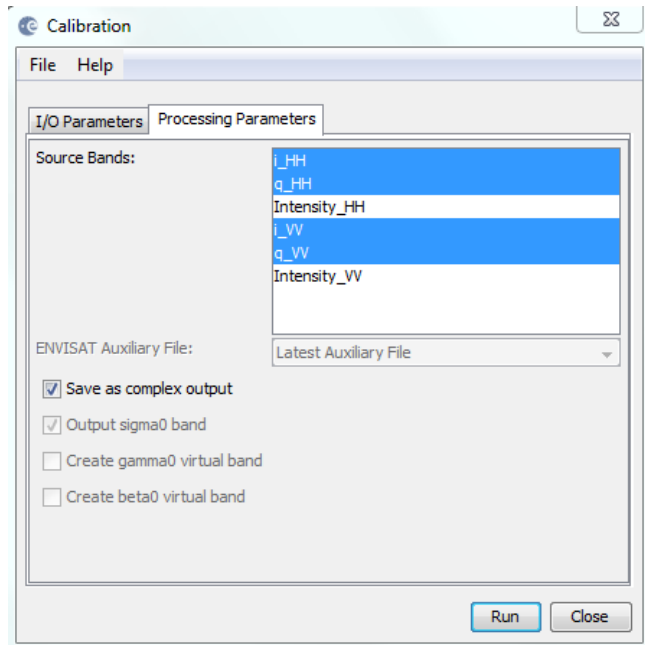 Calibration
File Help
I/O Parameters Processing Parameters
Source Bands:
i_HH
q_HH
Intensity_HH
i_VV
q_VV
Intensity_VV
ENVISAT Auxiliary File:
Latest Auxiliary File
Save as complex output
Output sigma0 band
Create gamma0 virtual band
Create beta0 virtual band
Run Close